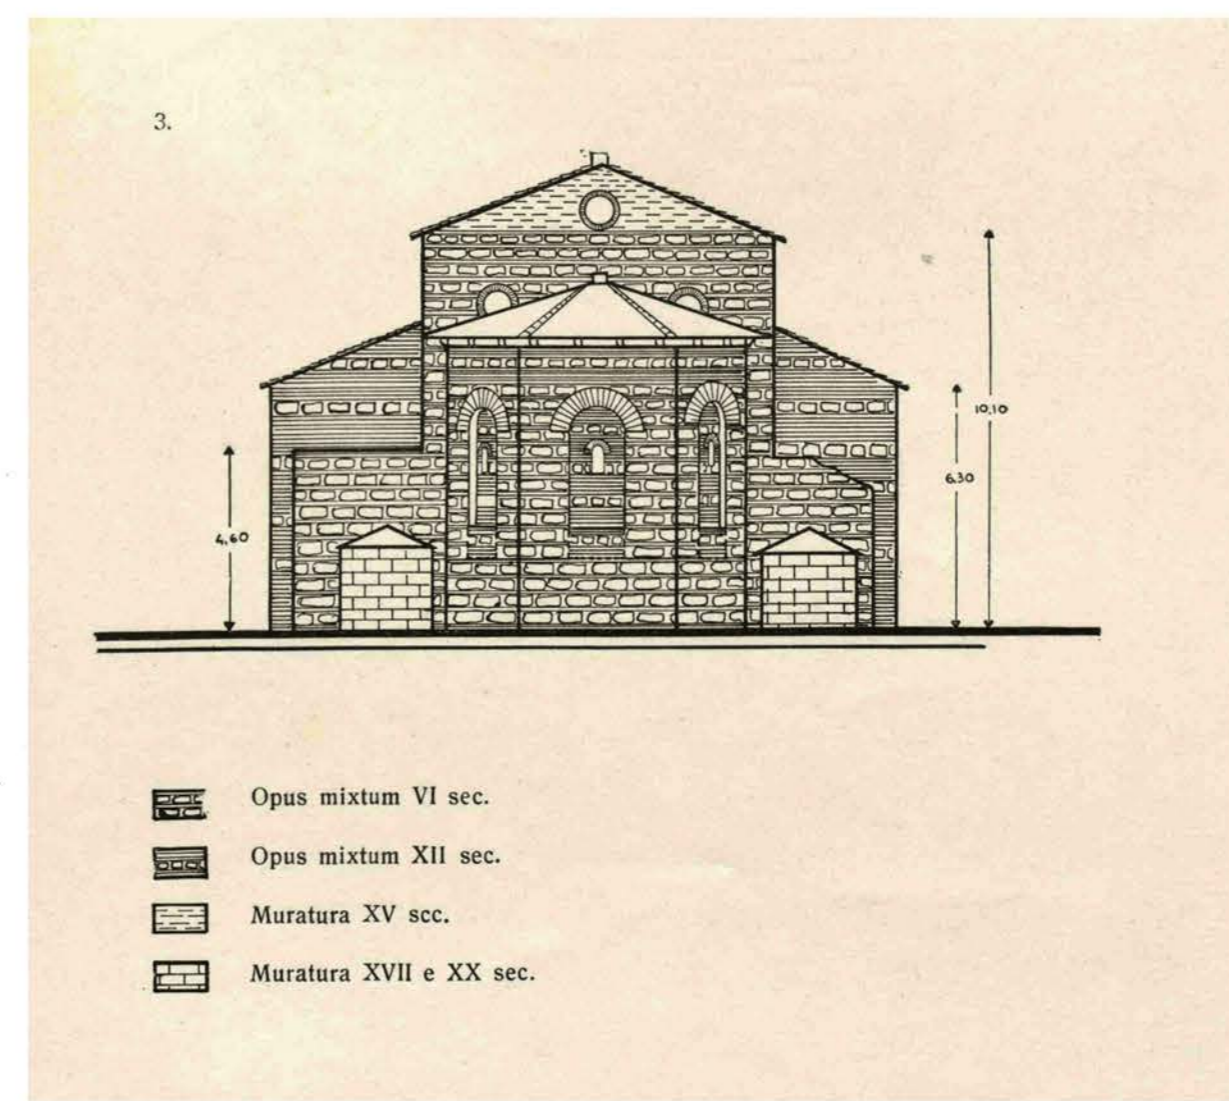 3.
10,10
6.30
4,60
Opus mixtum VI sec.
Opus mixtum XII sec.
Muratura XV scc.
Muratura XVII e XX sec.